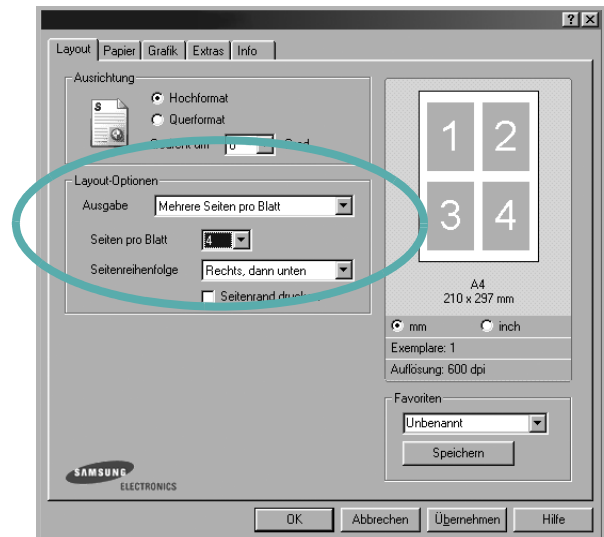 ? ×
Layout Papier Grafik Extras Info
Ausrichtung
S
Hochformat
Querformat
Layout-Optionen
Ausgabe Mehrere Seiten pro Blatt
Seiten pro Blatt 4
Seitenreihenfolge Rechts, dann unten
Seitenrand
1 2
3 4
A4
210 x 297 mm
mm inch
Exemplare: 1
Auflösung: 600 dpi
Favoriten
Unbenannt
Speichern
SAMSUNG
ELECTRONICS
OK Abbrechen Übernehmen Hilfe